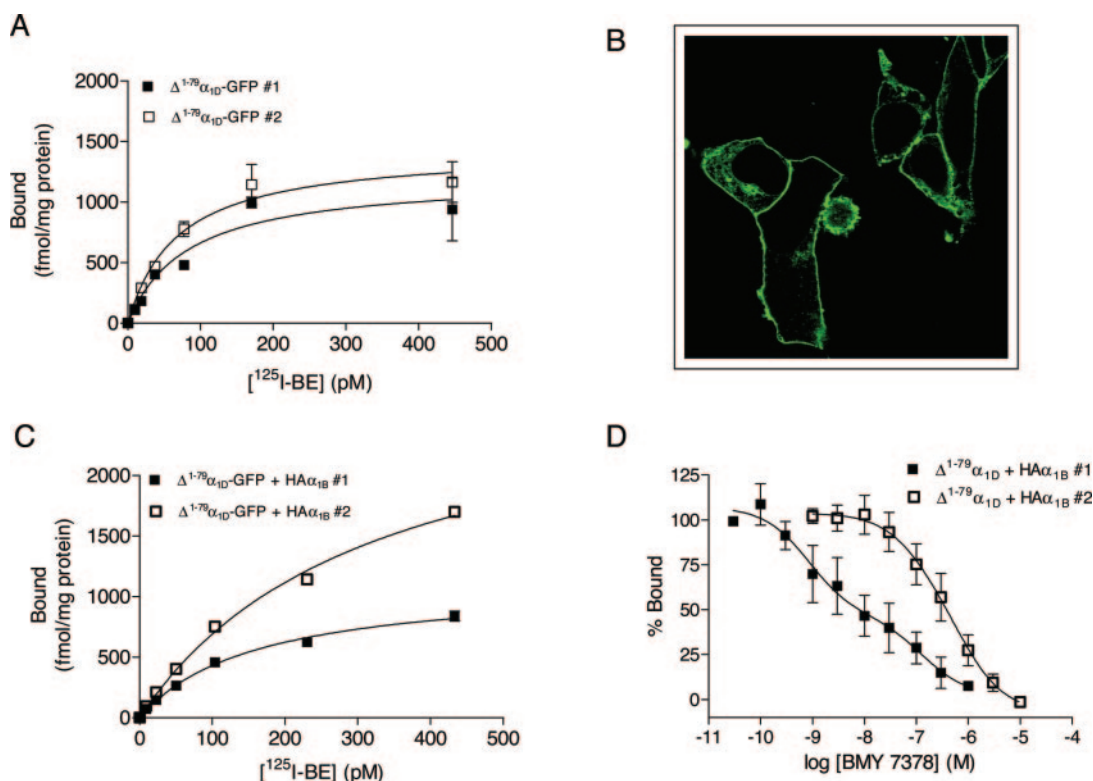 A
2000
1500
1000
500
0
Bound
(fmol/mg protein)
Δ¹⁻⁷⁹α₁D-GFP #1
Δ¹⁻⁷⁹α₁D-GFP #2
0 100 200 300 400 500
[¹²⁵I-BE] (pM)
B
C
2000
1500
1000
500
0
Bound
(fmol/mg protein)
Δ¹⁻⁷⁹α₁D-GFP + HAα₁B #1
Δ¹⁻⁷⁹α₁D-GFP + HAα₁B #2
0 100 200 300 400 500
[¹²⁵I-BE] (pM)
D
Δ¹⁻⁷⁹α₁D + HAα₁B #1
Δ¹⁻⁷⁹α₁D + HAα₁B #2
125
100
75
50
25
0
% Bound
-11 -10 -9 -8 -7 -6 -5 -4
log [BMY 7378] (M)